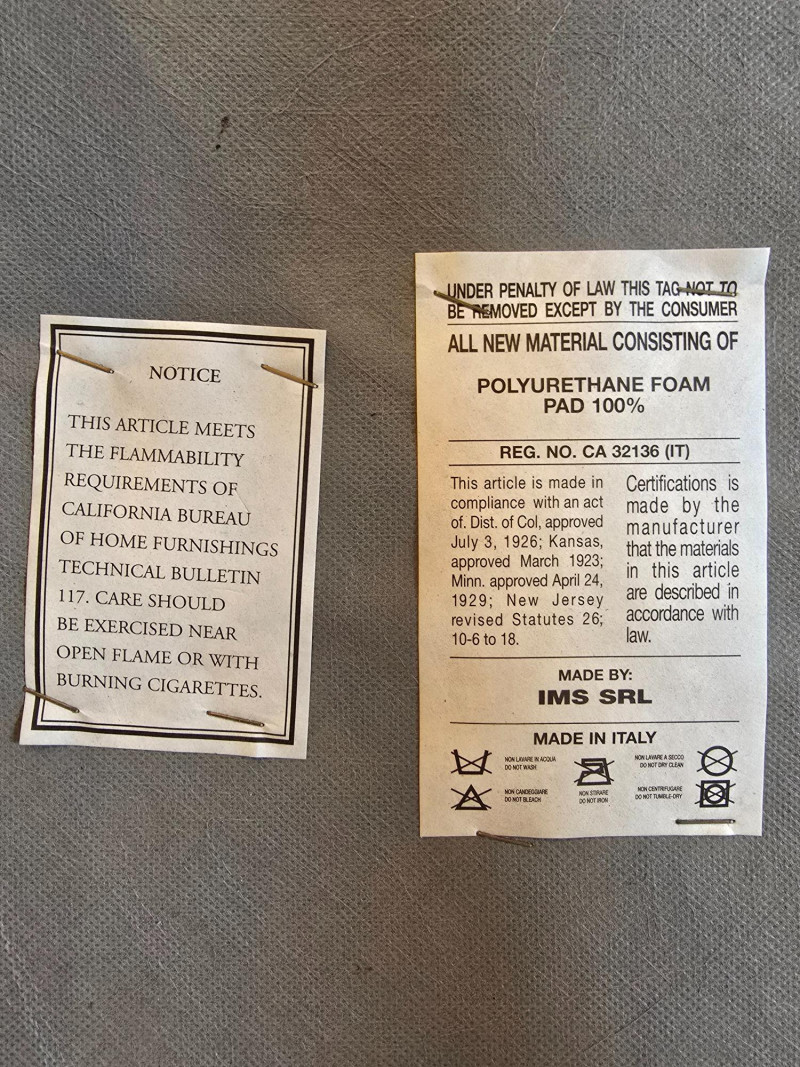 NOTICE
THIS ARTICLE MEETS
THE FLAMMABILITY
REQUIREMENTS OF
CALIFORNIA BUREAU
OF HOME FURNISHINGS
TECHNICAL BULLETIN
117. CARE SHOULD
BE EXERCISED NEAR
OPEN FLAME OR WITH
BURNING CIGARETTES.
UNDER PENALTY OF LAW THIS TAG NOT TO
BE REMOVED EXCEPT BY THE CONSUMER
ALL NEW MATERIAL CONSISTING OF
POLYURETHANE FOAM
PAD 100%
REG. NO. CA 32136 (IT)
This article is made in
compliance with an act
of. Dist. of Col, approved
July 3, 1926; Kansas,
approved March 1923;
Minn. approved April 24,
1929; New Jersey
revised Statutes 26;
10-6 to 18.
Certifications is
made by the
manufacturer
that the materials
in this article
are described in
accordance with
law.
MADE BY:
IMS SRL
MADE IN ITALY
NON LAVARE IN ACQUA
DO NOT WASH
NON CANDEGGIARE
DO NOT BLEACH
NON STIRARE
DO NOT IRON
NON LAVARE A SECCO
DO NOT DRY CLEAN
NON CENTRIFUGARE
DO NOT TUMBLE-DRY